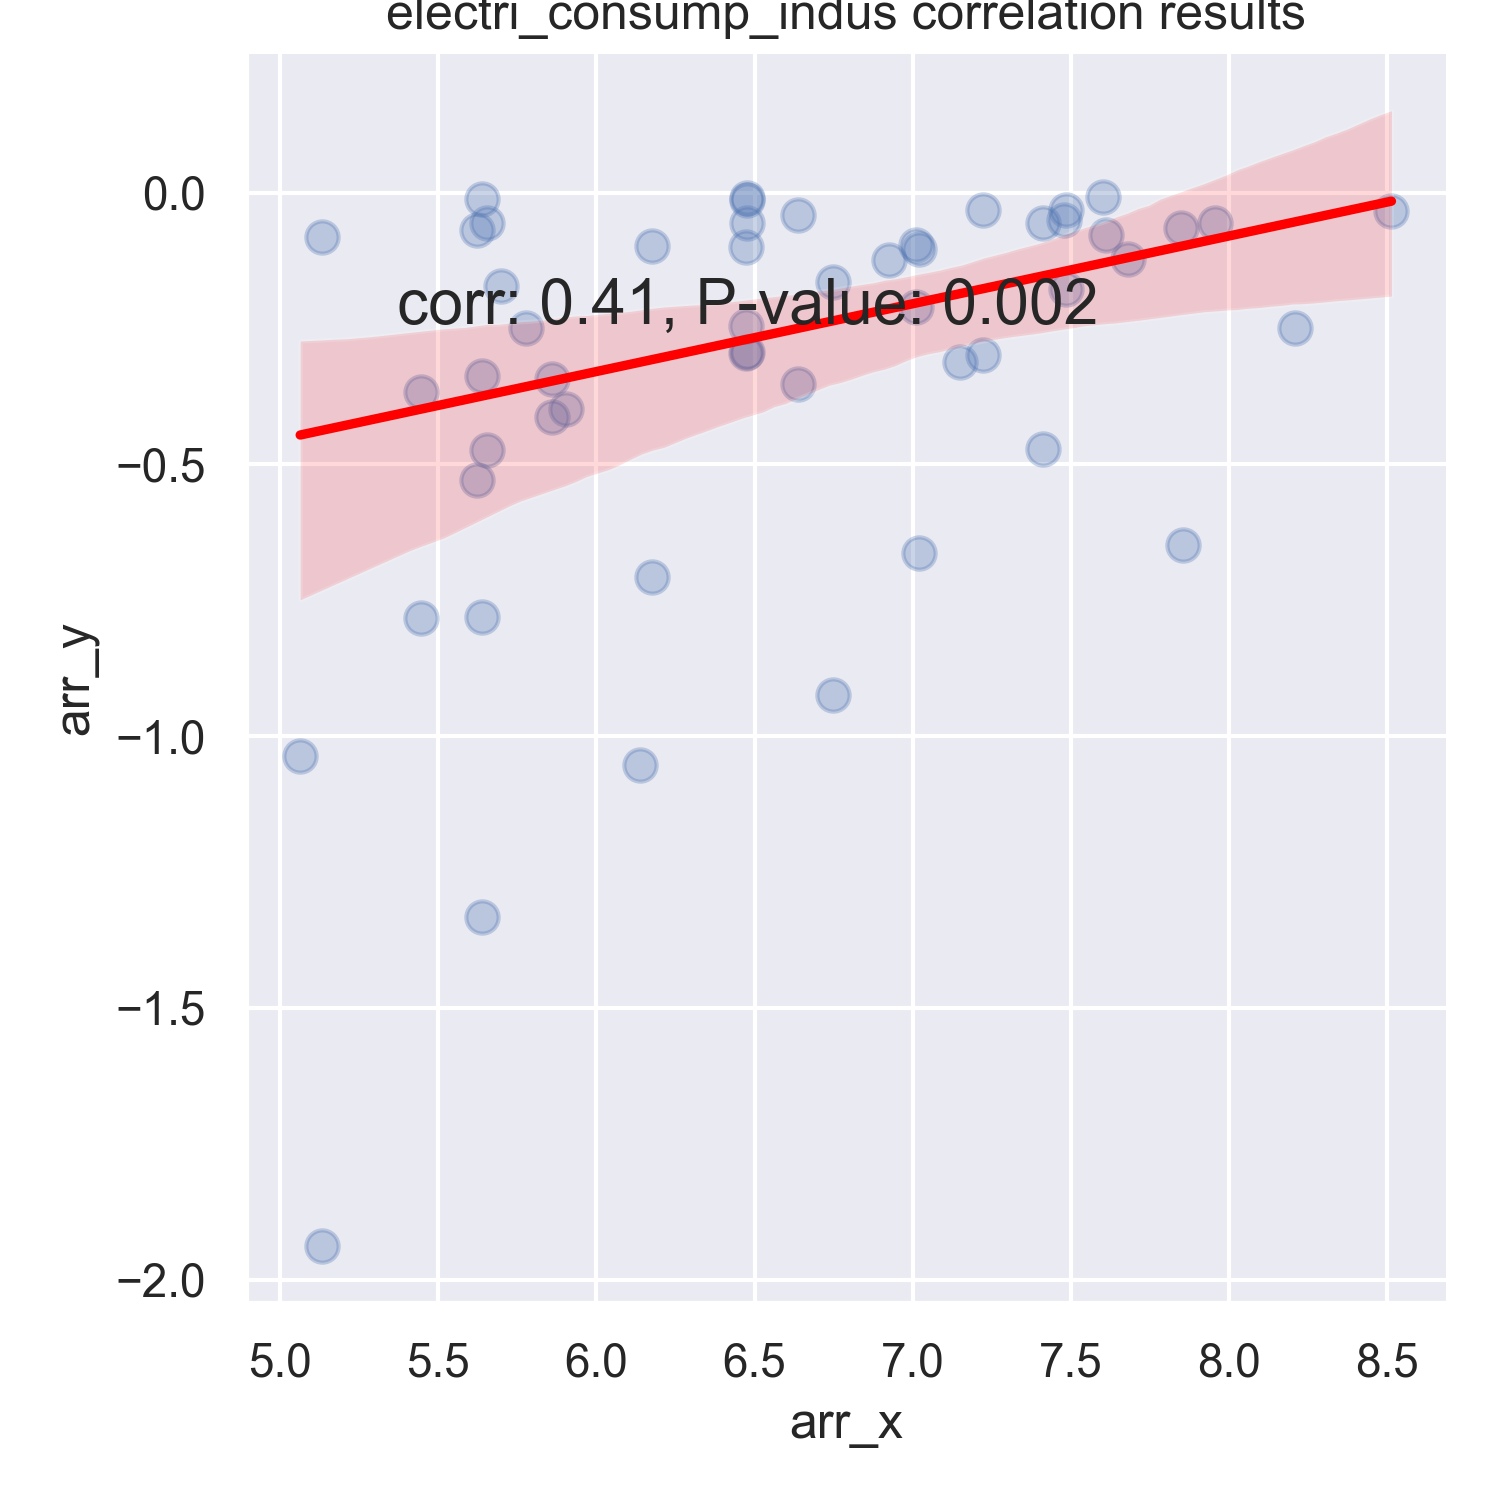 electri_consump_indus correlation results
0.0
−0.5
−1.0
−1.5
−2.0
arr_y
corr: 0.41, P-value: 0.002
5.0 5.5 6.0 6.5 7.0 7.5 8.0 8.5
arr_x